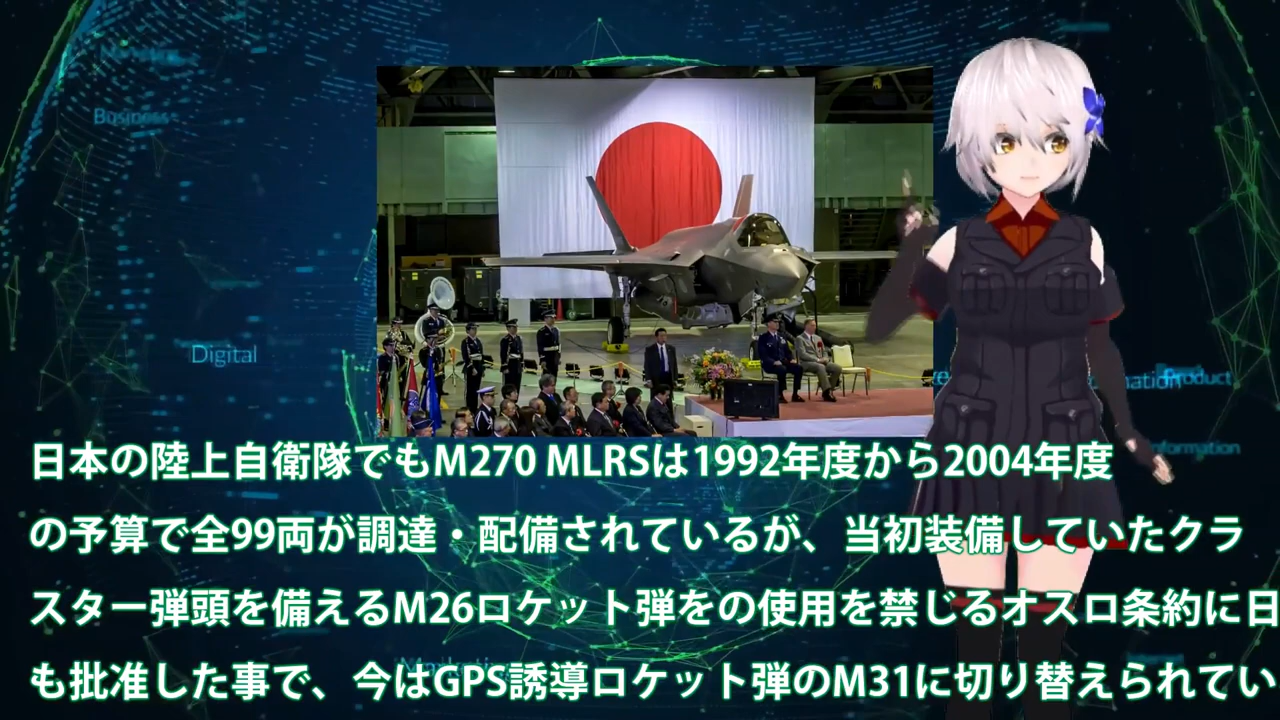 Business
Digital
Product
nformation
日本の陸上自衛隊でもM270 MLRSは1992年度から2004年度
の予算で全99両が調達・配備されているが、当初装備していたクラ
スター弾頭を備えるM26ロケット弾をの使用を禁じるオスロ条約に日
も批准した事で、今はGPS誘導ロケット弾のM31に切り替えられてい